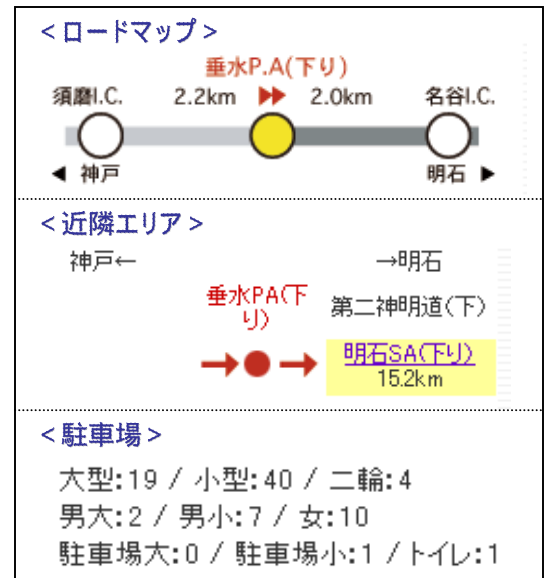 ＜ロードマップ＞
垂水P.A(下り)
須磨I.C. 2.2km 2.0km 名谷I.C.
◀ 神戸 明石 ▶
＜近隣エリア＞
神戸← →明石
垂水PA(下
り)
第二神明道(下)
明石SA(下り)
15.2km
＜駐車場＞
大型:19 / 小型:40 / 二輪:4
男大:2 / 男小:7 / 女:10
駐車場大:0 / 駐車場小:1 / トイレ:1